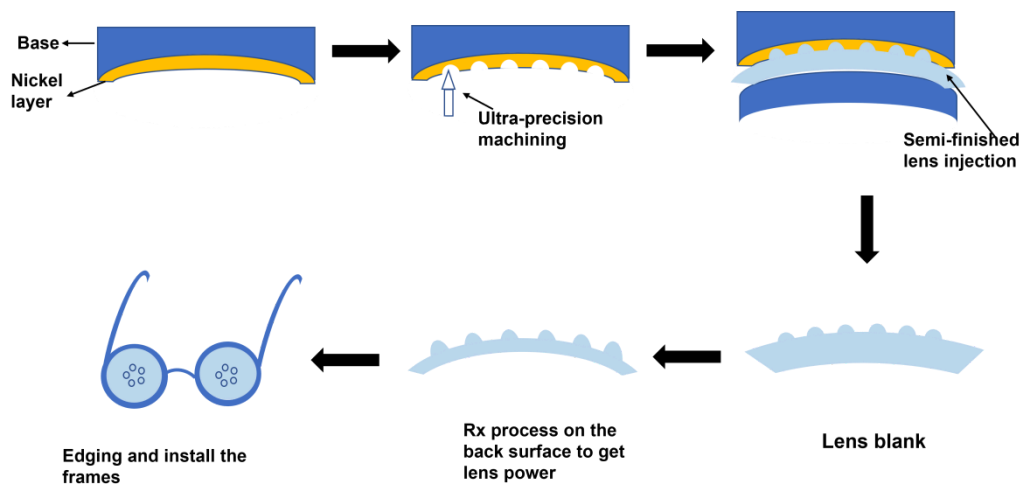 Base
Nickel
layer
Ultra-precision
machining
Semi-finished
lens injection
Lens blank
Rx process on the
back surface to get
lens power
Edging and install the
frames